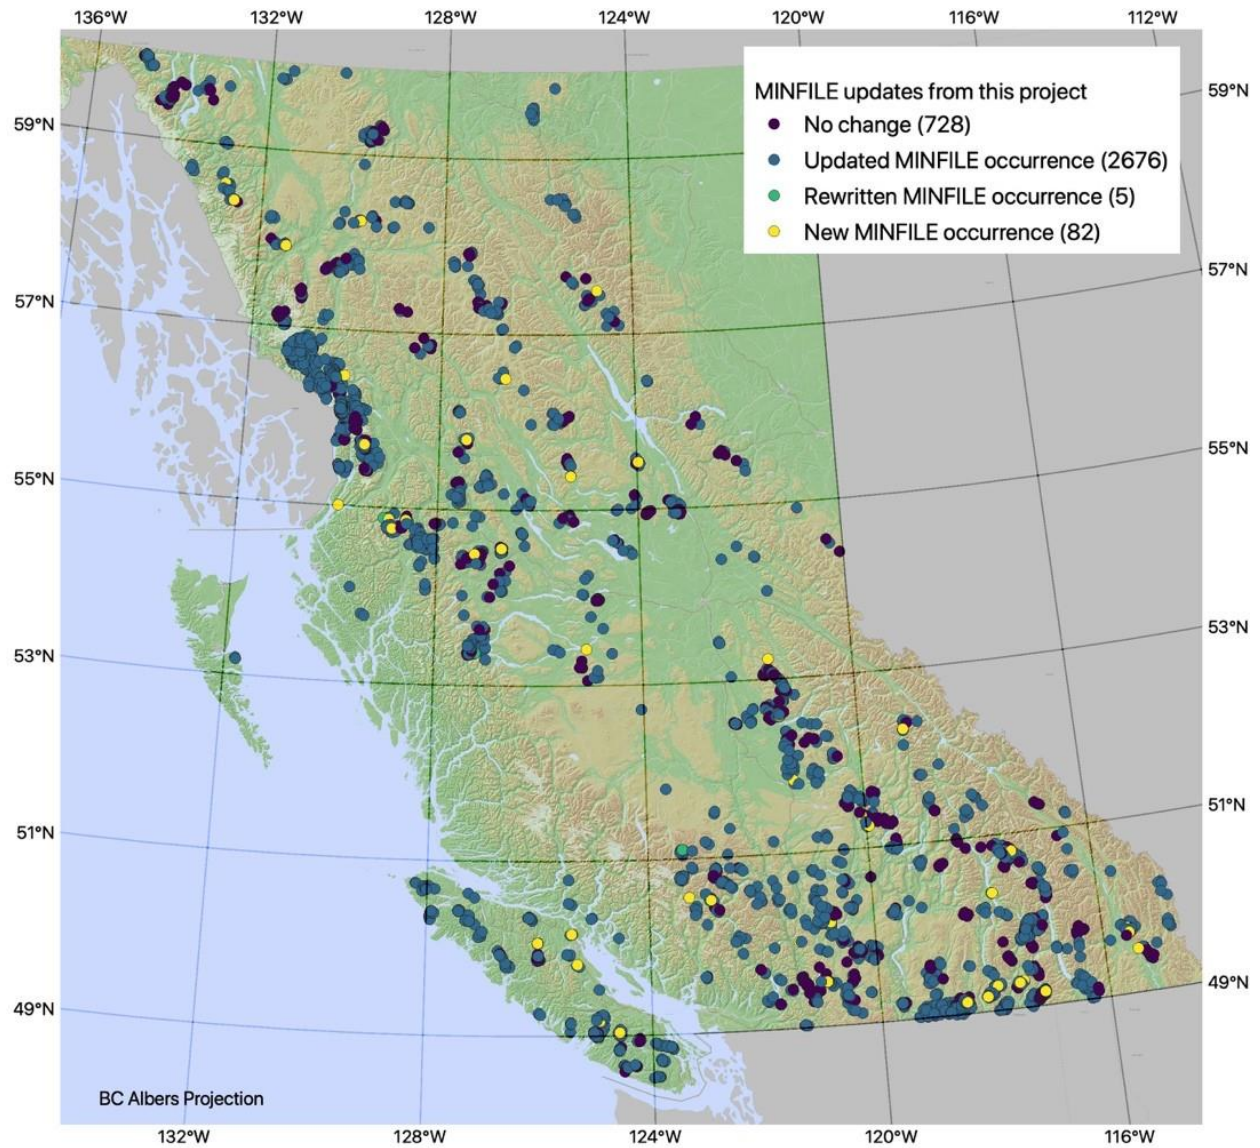 136°W 132°W 128°W 124°W 120°W 116°W 112°W
MINFILE updates from this project
No change (728)
Updated MINFILE occurrence (2676)
Rewritten MINFILE occurrence (5)
New MINFILE occurrence (82)
59°N
59°N
57°N
57°N
55°N
55°N
53°N
53°N
51°N
51°N
49°N
49°N
BC Albers Projection
132°W 128°W 124°W 120°W 116°W